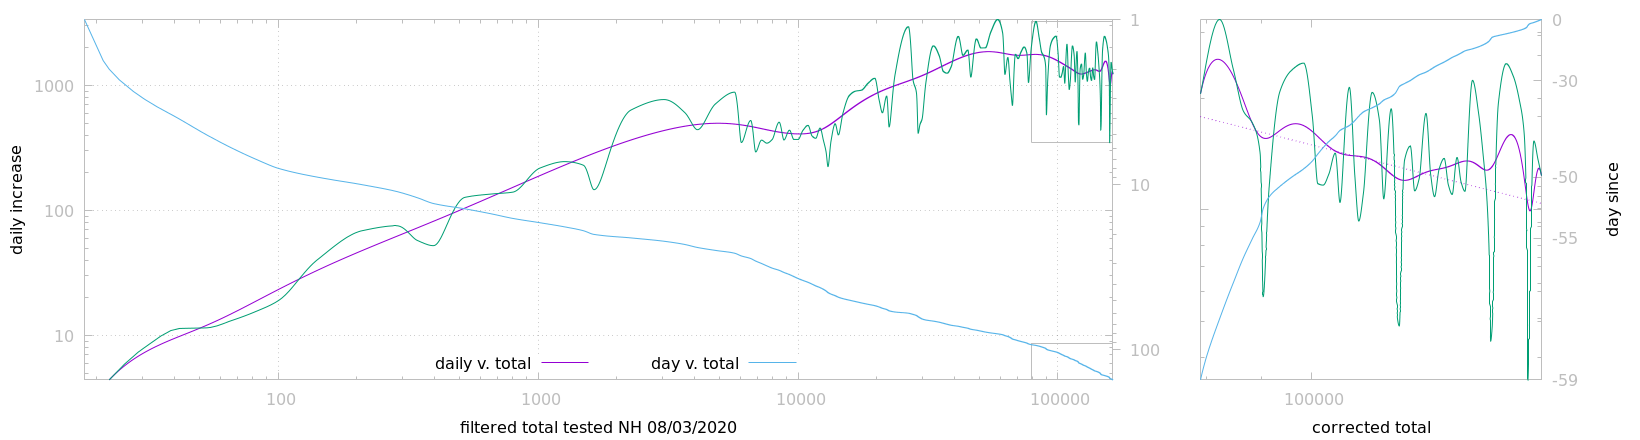 daily increase
1000
100
10
daily v. total
day v. total
100
1000
10000
100000
filtered total tested NH 08/03/2020
1
10
100
100000
corrected total
0
-30
-50
-55
-59
day since